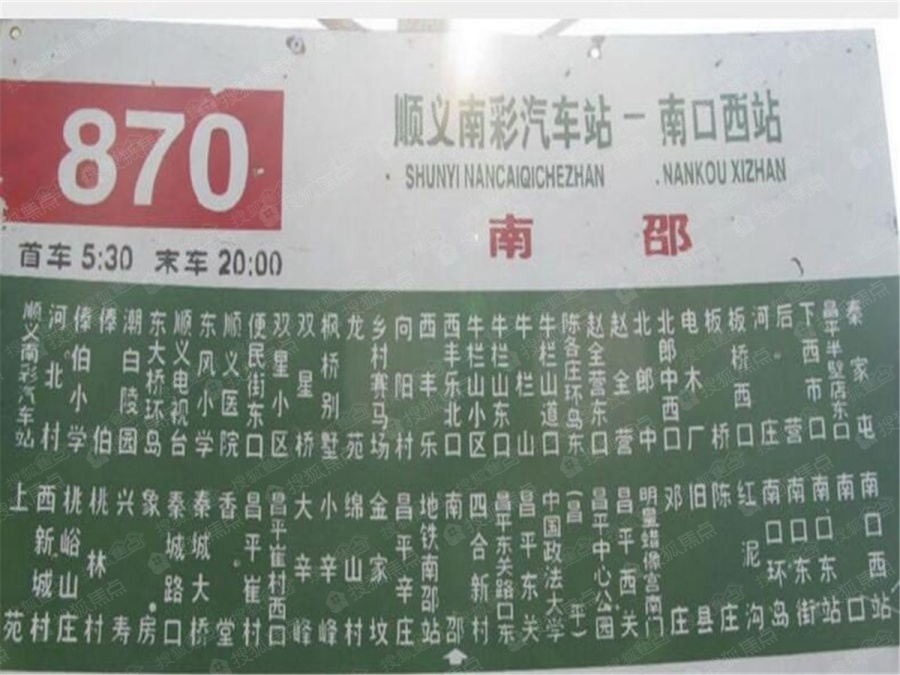 870
顺义南彩汽车站－南口西站
SHUNYI NANCAIQICHEZHAN NANKOU XIZHAN
南邵
首车 5:30 末车 20:00
顺义南彩汽车站
河北村
俸伯小学
俸伯
潮白陵园
东大桥环岛
顺义电视台
东风小学
顺义医院
便民街东口
双星小区
双星桥
枫桥别墅
龙苑
乡村赛马场
向阳村
西丰乐
西丰乐北口
牛栏山小区
牛栏山东口
牛栏山
牛栏山道口
陈各庄环岛东
赵全营东口
赵全营
北郎中
北郎中西口
电木厂
板桥
板桥西口
河庄
后营
下西市口
昌平半壁店东口
秦家屯
上苑
西新城村
桃峪山庄
桃林村
兴寿
象房
秦城路口
秦城大桥
香堂
昌平崔村
昌平崔村西口
大辛峰
小辛峰
绵山村
金家坟
昌平辛庄
地铁南邵站
南邵
四合新村
昌平东关路口东
昌平东关
中国政法大学(昌平)
昌平中心公园
昌平西关
明皇蜡像宫南门
邓庄
旧县
陈庄
红泥沟
南口环岛
南口东街
南口东站
南口
南口西站